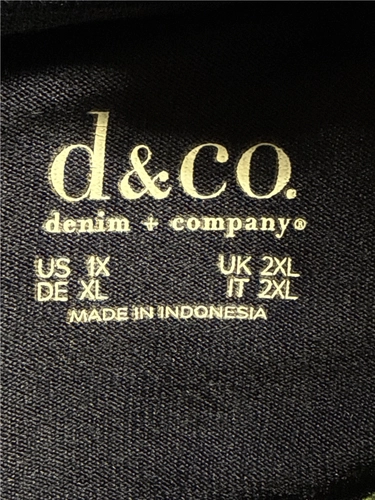 d&co.
denim + company®
US 1X UK 2XL
DE XL IT 2XL
MADE IN INDONESIA